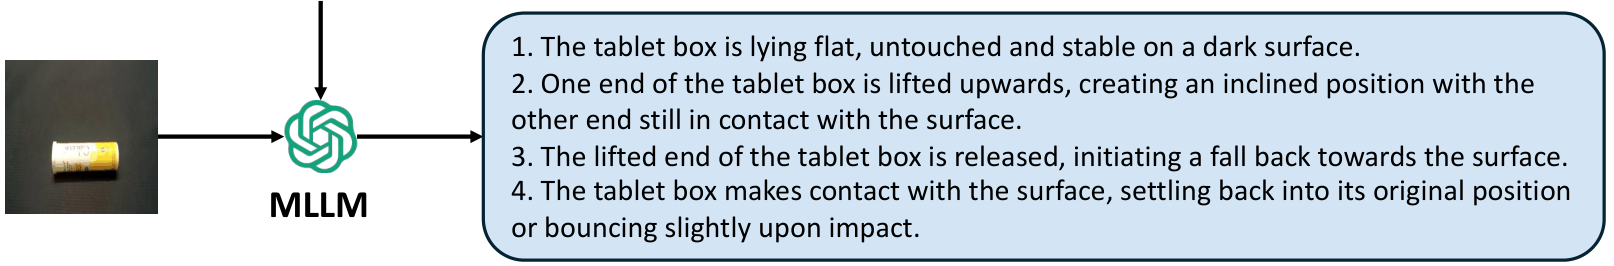 1. The tablet box is lying flat, untouched and stable on a dark surface.
2. One end of the tablet box is lifted upwards, creating an inclined position with the
other end still in contact with the surface.
3. The lifted end of the tablet box is released, initiating a fall back towards the surface.
4. The tablet box makes contact with the surface, settling back into its original position
or bouncing slightly upon impact.
MLLM